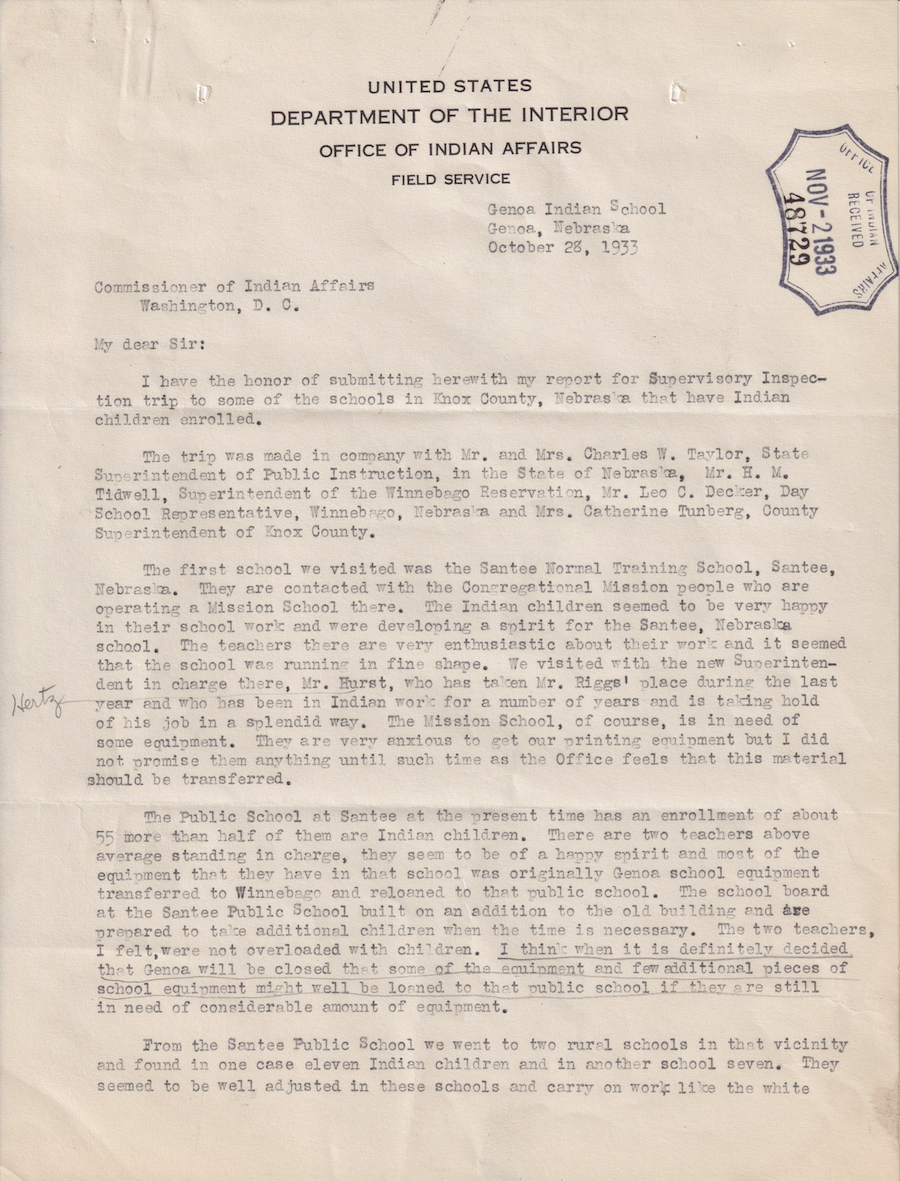 UNITED STATES
DEPARTMENT OF THE INTERIOR
OFFICE OF INDIAN AFFAIRS
FIELD SERVICE
OFFICE OF INDIAN AFFAIRS
RECEIVED
NOV-2 1933
48729
Genoa Indian School
Genoa, Nebraska
October 28, 1933
Commissioner of Indian Affairs
Washington, D. C.
My dear Sir:
I have the honor of submitting herewith my report for Supervisory Inspec-
tion trip to some of the schools in Knox County, Nebraska that have Indian
children enrolled.
The trip was made in company with Mr. and Mrs. Charles W. Taylor, State
Superintendent of Public Instruction, in the State of Nebraska, Mr. H. M.
Tidwell, Superintendent of the Winnebago Reservation, Mr. Leo C. Decker, Day
School Representative, Winnebago, Nebraska and Mrs. Catherine Tunberg, County
Superintendent of Knox County.
The first school we visited was the Santee Normal Training School, Santee,
Nebraska. They are contacted with the Congregational Mission people who are
operating a Mission School there. The Indian children seemed to be very happy
in their school work and were developing a spirit for the Santee, Nebraska
school. The teachers there are very enthusiastic about their work and it seemed
that the school was running in fine shape. We visited with the new Superinten-
dent in charge there, Mr. Hurst, who has taken Mr. Riggs' place during the last
Hertz
year and who has been in Indian work for a number of years and is taking hold
of his job in a splendid way. The Mission School, of course, is in need of
some equipment. They are very anxious to get our printing equipment but I did
not promise them anything until such time as the Office feels that this material
should be transferred.
The Public School at Santee at the present time has an enrollment of about
55 more than half of them are Indian children. There are two teachers above
average standing in charge, they seem to be of a happy spirit and most of the
equipment that they have in that school was originally Genoa school equipment
transferred to Winnebago and reloaned to that public school. The school board
at the Santee Public School built on an addition to the old building and are
prepared to take additional children when the time is necessary. The two teachers,
I felt,were not overloaded with children. I think when it is definitely decided
that Genoa will be closed that some of the equipment and few additional pieces of
school equipment might well be loaned to that public school if they are still
in need of considerable amount of equipment.
From the Santee Public School we went to two rural schools in that vicinity
and found in one case eleven Indian children and in another school seven. They
seemed to be well adjusted in these schools and carry on work like the white